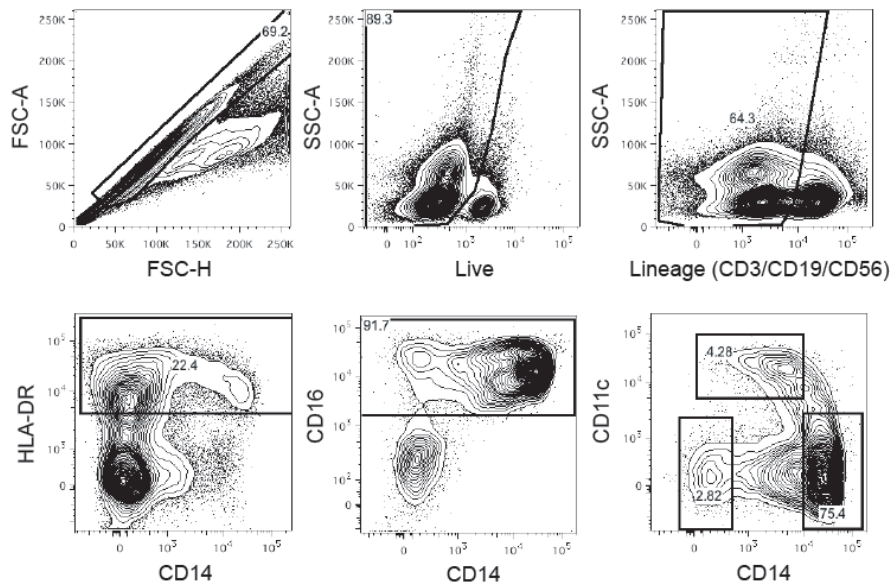 250K
200K
150K
100K
50K
0
FSC-A
69.2
0 50K 100K 150K 200K 250K
FSC-H
250K
200K
150K
100K
50K
0
SSC-A
89.3
10² 10³ 10⁴ 10⁵
Live
250K
200K
150K
100K
50K
0
SSC-A
64.3
0 10³ 10⁴ 10⁵
Lineage (CD3/CD19/CD56)
10⁵
10⁴
10³
0
HLA-DR
22.4
0 10³ 10⁴ 10⁵
CD14
10⁵
10⁴
10³
10²
0
CD16
91.7
0 10³ 10⁴ 10⁵
CD14
10⁵
10⁴
10³
0
CD11c
4.28
2.82
75.4
0 10³ 10⁴ 10⁵
CD14